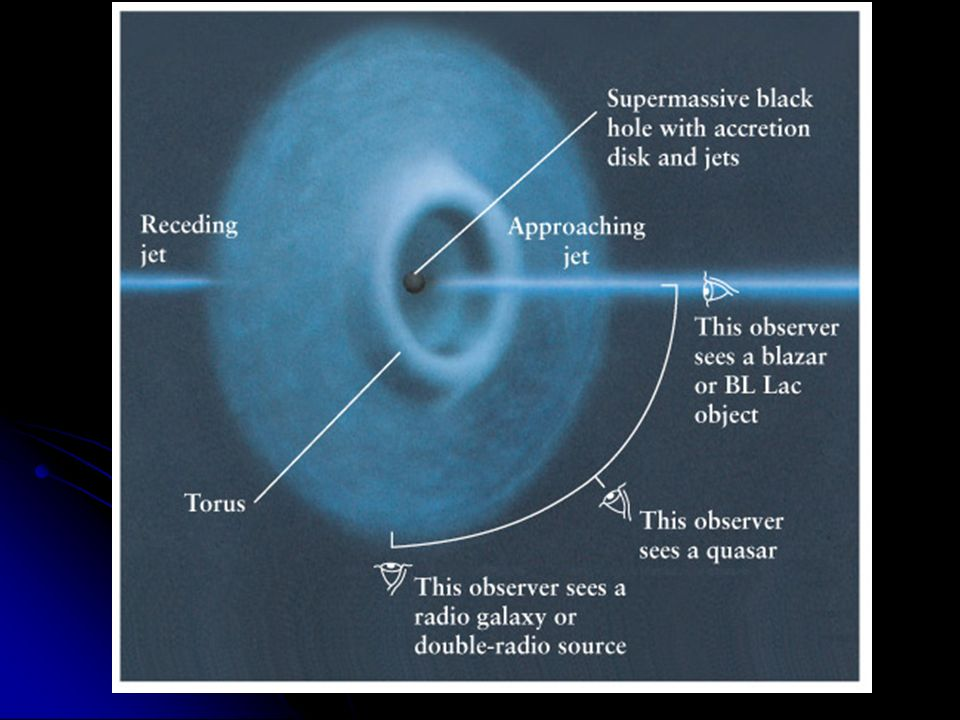 Supermassive black
hole with accretion
disk and jets
Receding
jet
Approaching
jet
This observer
sees a blazar
or BL Lac
object
Torus
This observer
sees a quasar
This observer sees a
radio galaxy or
double-radio source